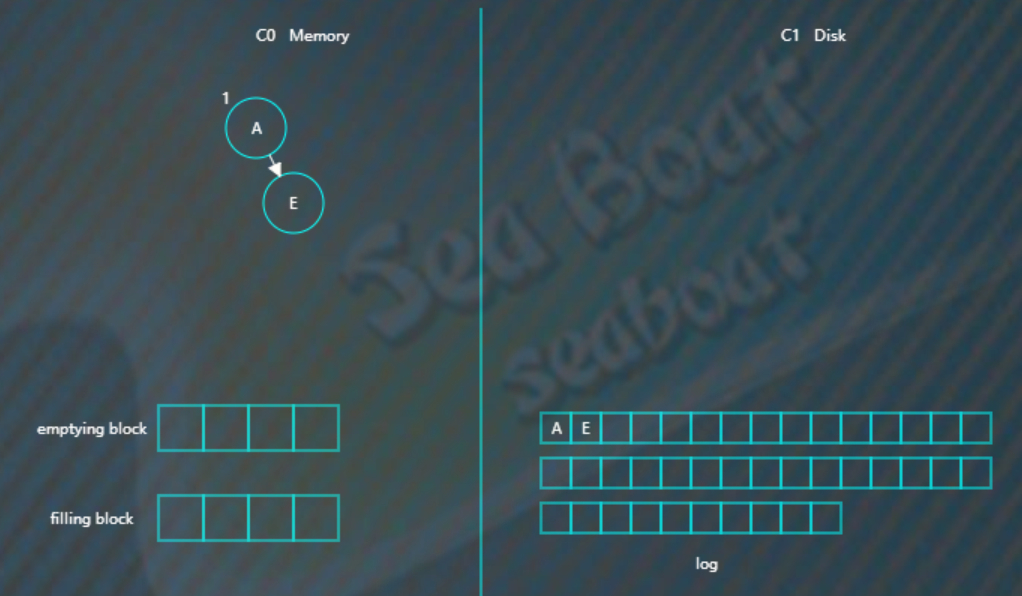 C0 Memory
C1 Disk
1
A
E
Sea Boat
seaboat
emptying block
A E
filling block
log